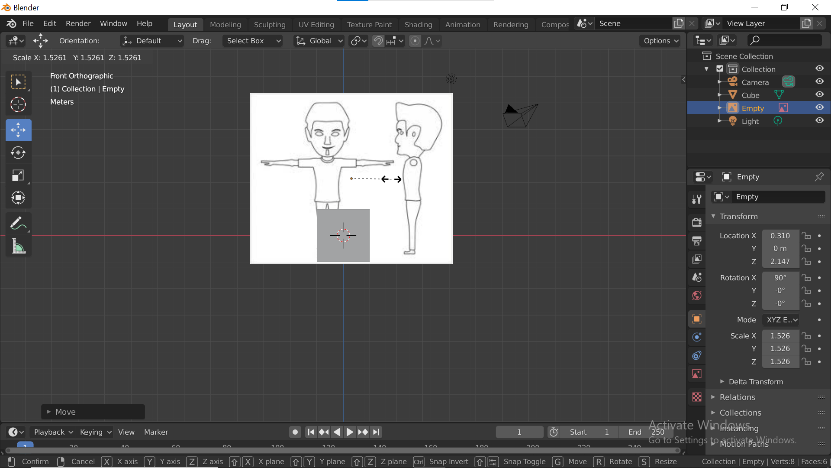 Blender
File Edit Render Window Help Layout Modeling Sculpting UV Editing Texture Paint Shading Animation Rendering Compos Scene View Layer
Orientation: Default Drag: Select Box Global Options
Scale X: 1.5261 Y: 1.5261 Z: 1.5261
Front Orthographic
(1) Collection | Empty
Meters
Move
Scene Collection
Collection
Camera
Cube
Empty
Light
Empty
Empty
Transform
Location X 0.310
Y 0 m
Z 2.147
Rotation X 90°
Y 0°
Z 0°
Mode XYZ E...
Scale X 1.526
Y 1.526
Z 1.526
Delta Transform
Relations
Collections
Instancing
Motion Paths
Activate Windows
Go to Settings to activate Windows.
Playback Keying View Marker 1 Start 1 End 250
1
Confirm Cancel X X axis Y Y axis Z Z axis X X plane Y Y plane Z Z plane Snap Invert Snap Toggle G Move R Rotate S Resize Collection | Empty | Verts:8 | Faces:6